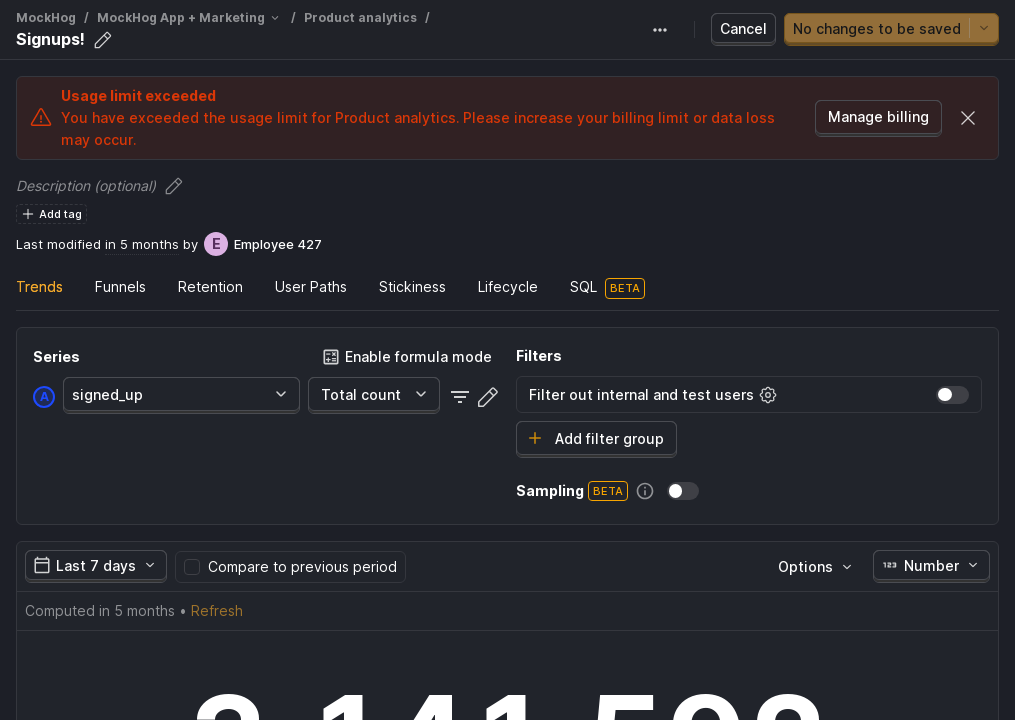 MockHog / MockHog App + Marketing / Product analytics /
Signups!
Cancel
No changes to be saved
Usage limit exceeded
You have exceeded the usage limit for Product analytics. Please increase your billing limit or data loss
may occur.
Manage billing
Description (optional)
Add tag
Last modified in 5 months by E Employee 427
Trends Funnels Retention User Paths Stickiness Lifecycle SQL BETA
Series
Enable formula mode
A signed_up Total count
Filters
Filter out internal and test users
Add filter group
Sampling BETA
Last 7 days Compare to previous period Options 123 Number
Computed in 5 months • Refresh